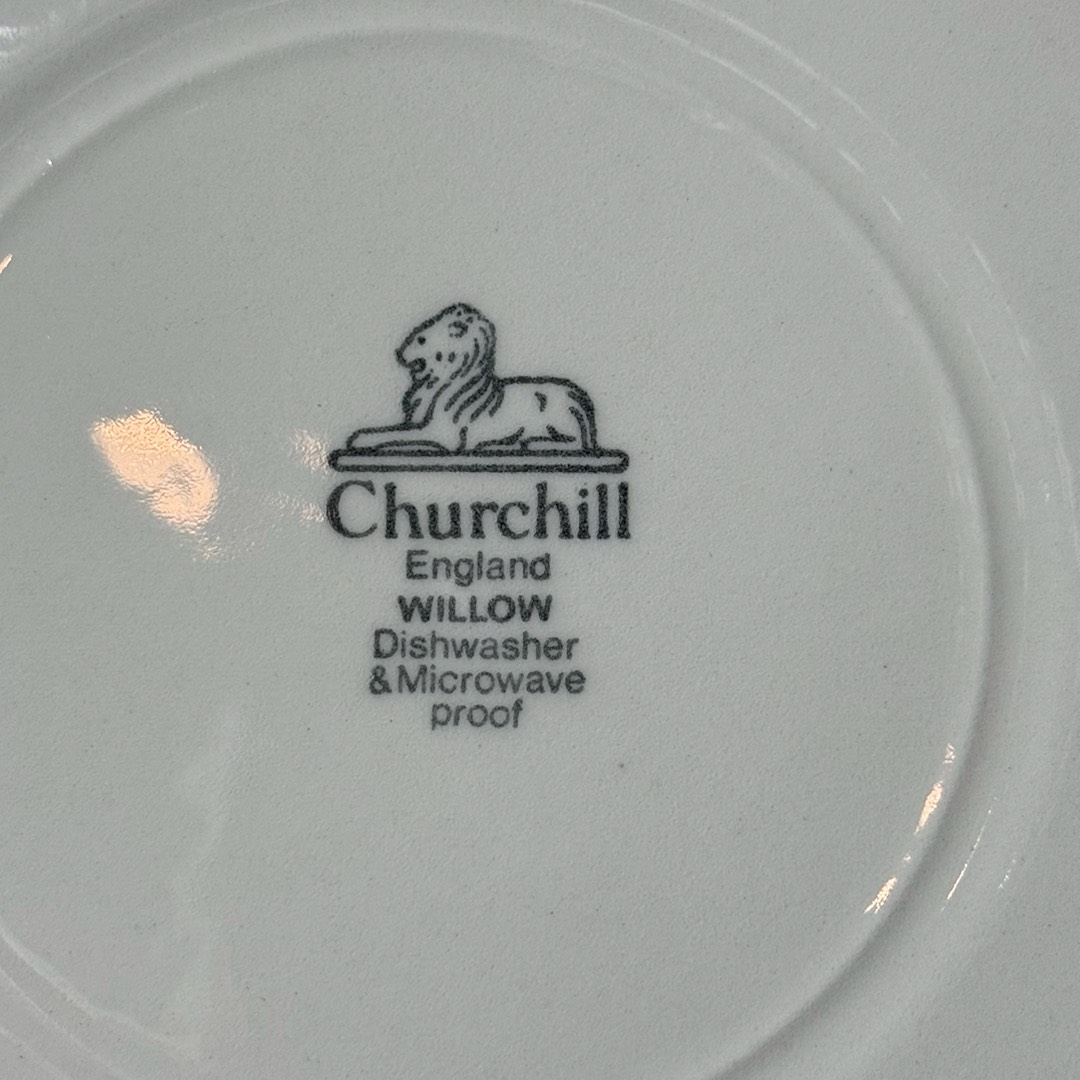 Churchill
England
WILLOW
Dishwasher
&Microwave
proof